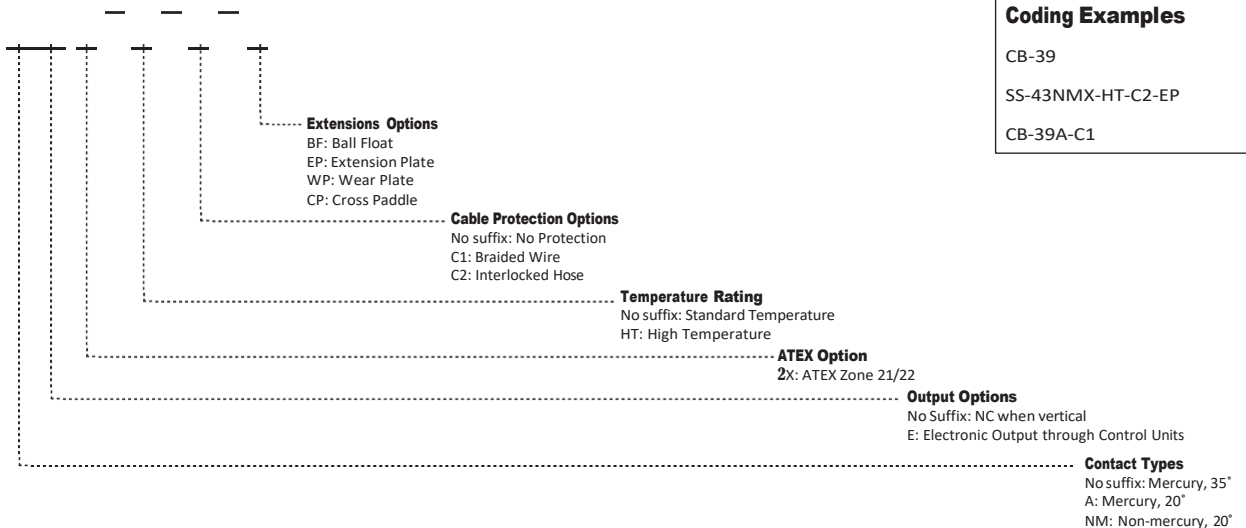 Coding Examples
CB-39
SS-43NMX-HT-C2-EP
CB-39A-C1
Extensions Options
BF: Ball Float
EP: Extension Plate
WP: Wear Plate
CP: Cross Paddle
Cable Protection Options
No suffix: No Protection
C1: Braided Wire
C2: Interlocked Hose
Temperature Rating
No suffix: Standard Temperature
HT: High Temperature
ATEX Option
2X: ATEX Zone 21/22
Output Options
No Suffix: NC when vertical
E: Electronic Output through Control Units
Contact Types
No suffix: Mercury, 35˚
A: Mercury, 20˚
NM: Non-mercury, 20˚